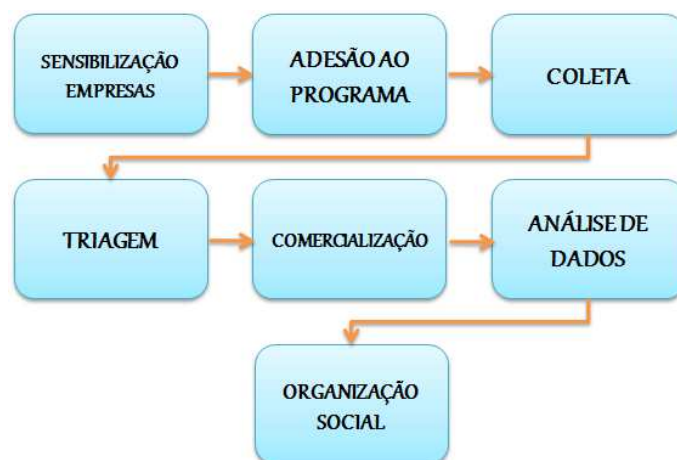 SENSIBILIZAÇÃO
EMPRESAS
ADESÃO AO
PROGRAMA
COLETA
TRIAGEM
COMERCIALIZAÇÃO
ANÁLISE DE
DADOS
ORGANIZAÇÃO
SOCIAL